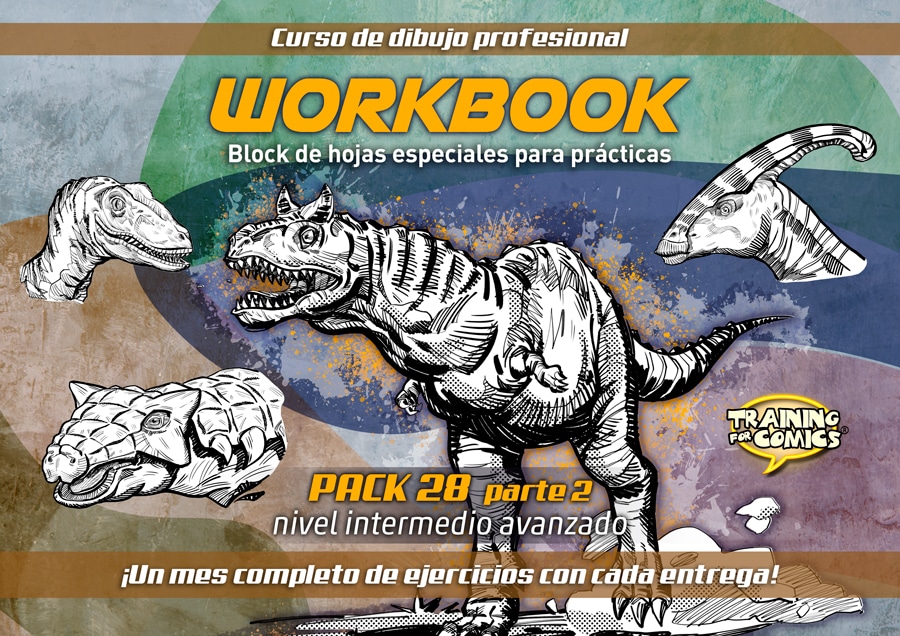 Curso de dibujo profesional
WORKBOOK
Block de hojas especiales para prácticas
TRAINING
FOR COMICS®
PACK 28 parte 2
nivel intermedio avanzado
¡Un mes completo de ejercicios con cada entrega!